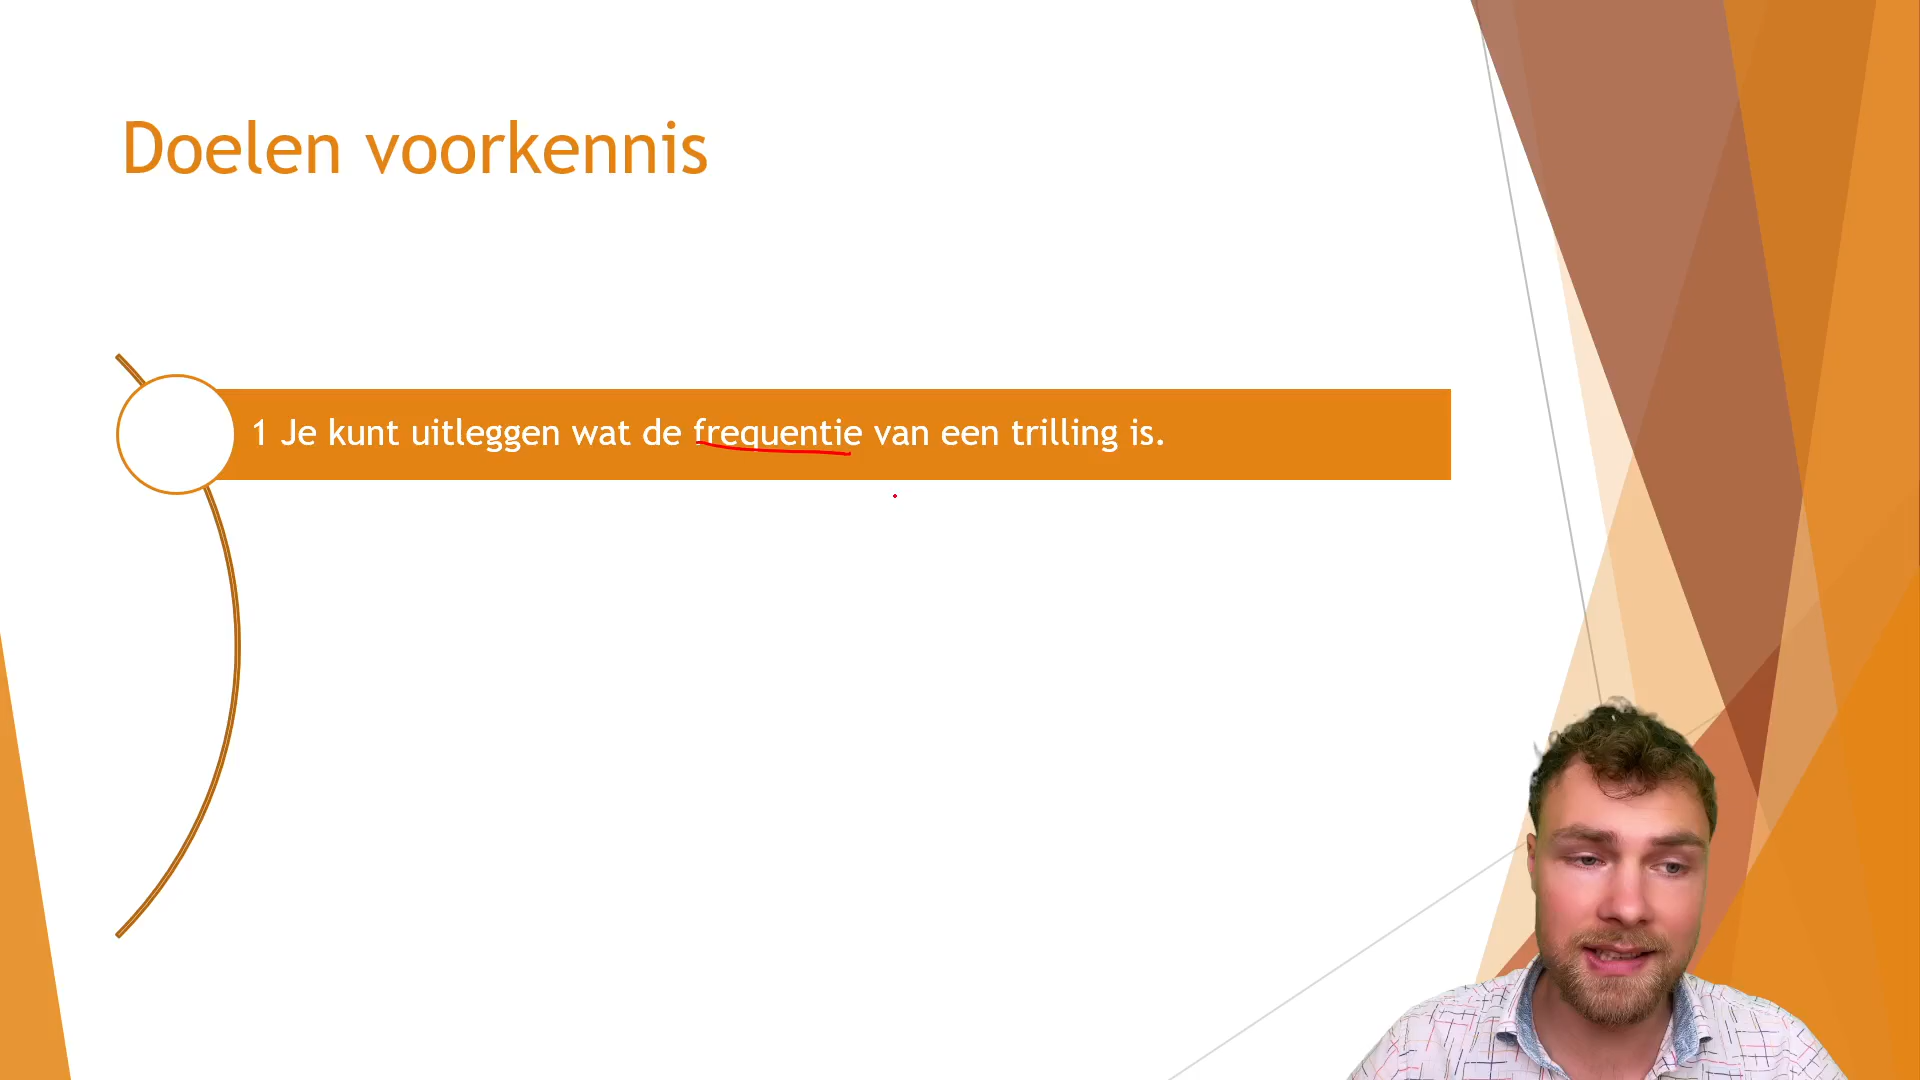 Doelen voorkennis
1 Je kunt uitleggen wat de frequentie van een trilling is.